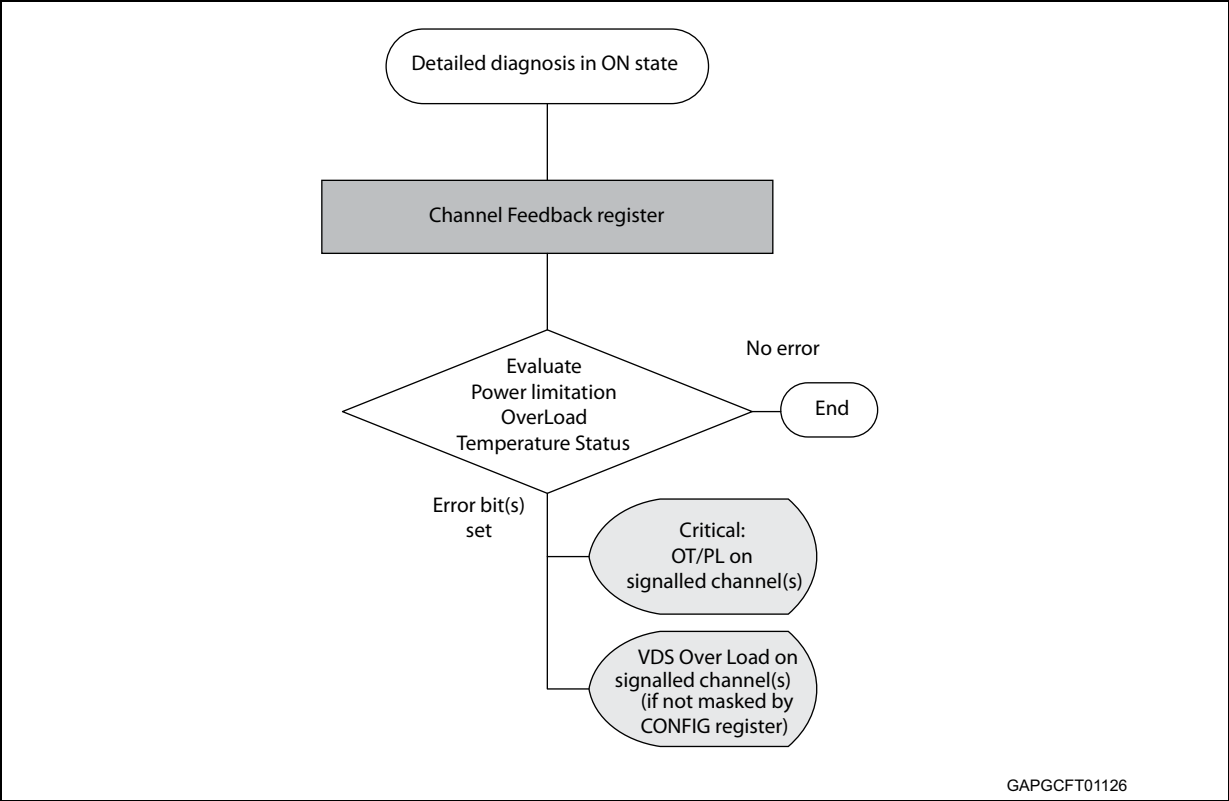 Detailed diagnosis in ON state
Channel Feedback register
Evaluate
Power limitation
OverLoad
Temperature Status
No error
End
Error bit(s)
set
Critical:
OT/PL on
signalled channel(s)
VDS Over Load on
signalled channel(s)
(if not masked by
CONFIG register)
GAPGCFT01126